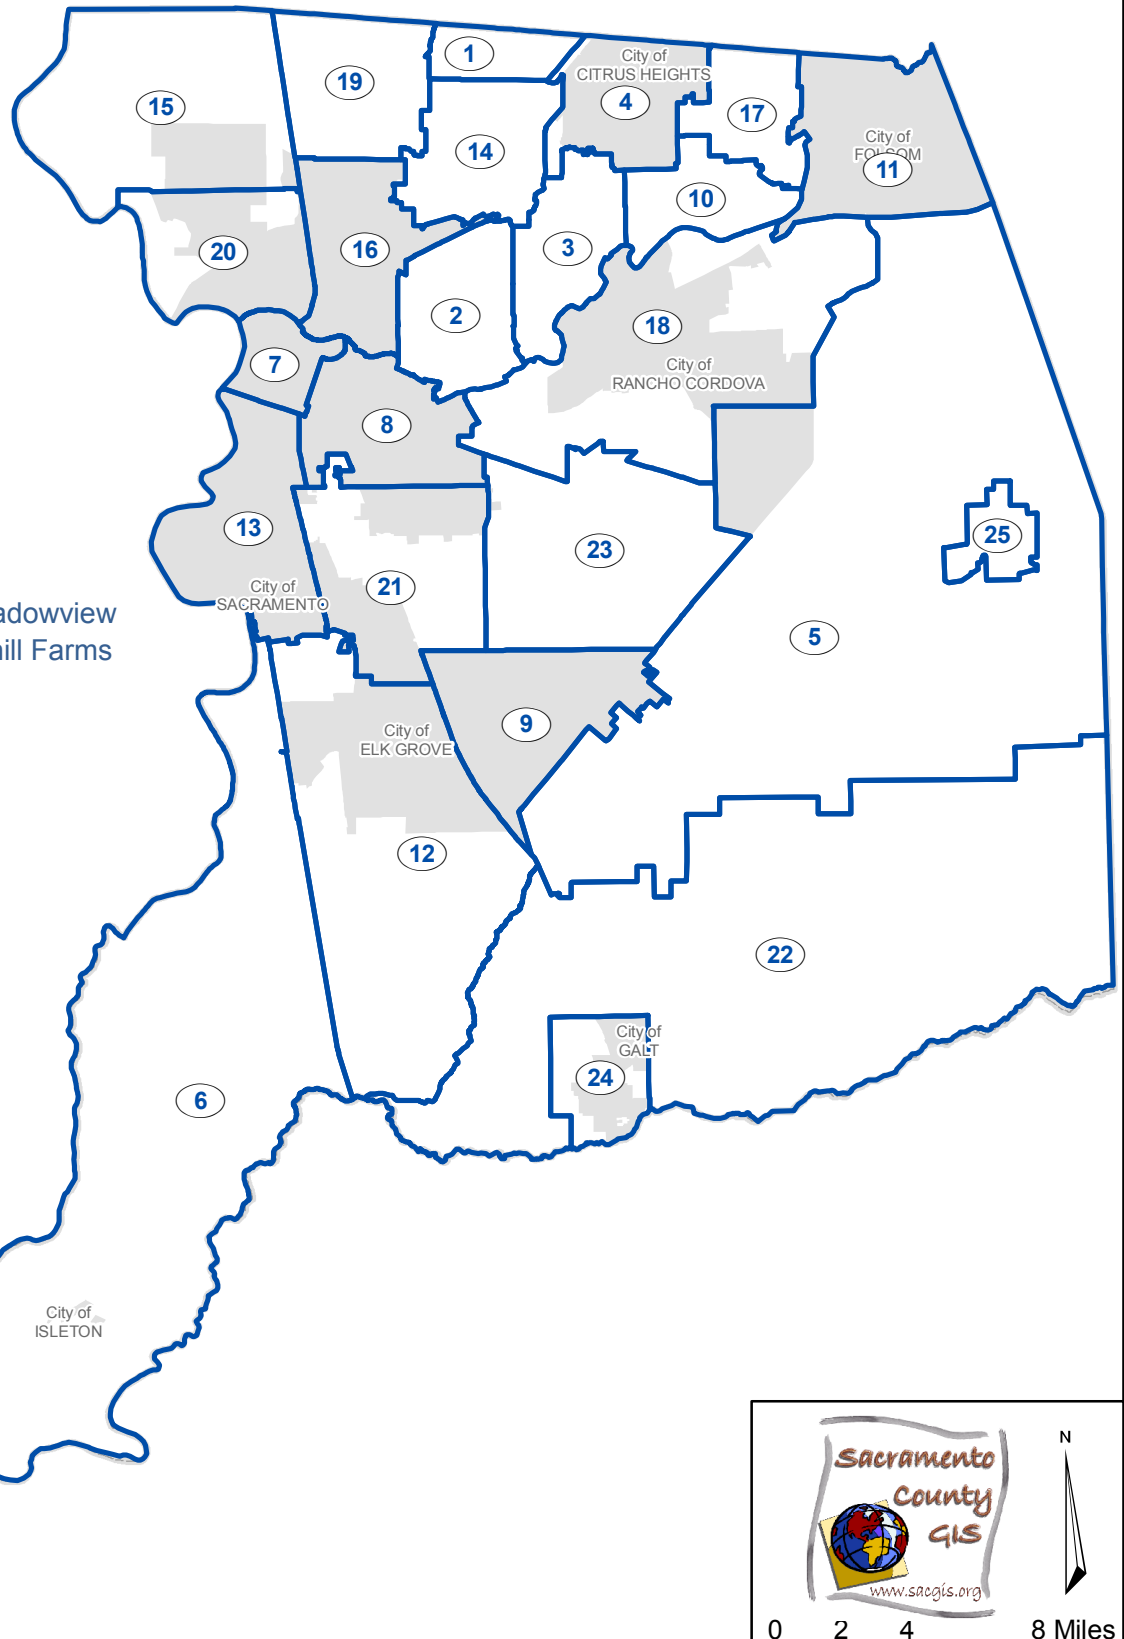 1
City of
CITRUS HEIGHTS
4
19
15
17
14
City of
FOLSOM
11
10
20
16
3
2
18
7
City of
RANCHO CORDOVA
8
13
23
25
21
City of
SACRAMENTO
adowview
5
ill Farms
9
City of
ELK GROVE
12
22
City of
GALT
24
6
City of
ISLETON
N
Sacramento
County
GIS
www.sacgis.org
0 2 4 8 Miles